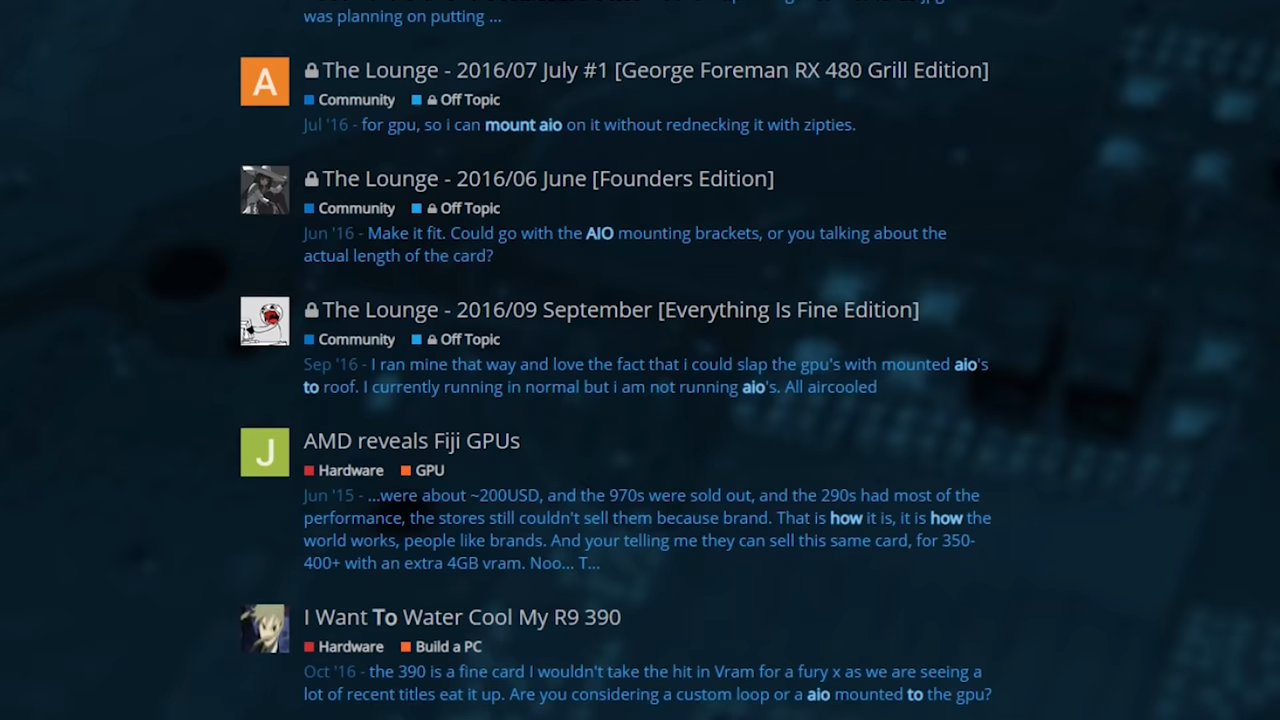 was planning on putting ...
A
The Lounge - 2016/07 July #1 [George Foreman RX 480 Grill Edition]
Community Off Topic
Jul '16 - for gpu, so i can mount aio on it without rednecking it with zipties.
The Lounge - 2016/06 June [Founders Edition]
Community Off Topic
Jun '16 - Make it fit. Could go with the AIO mounting brackets, or you talking about the
actual length of the card?
The Lounge - 2016/09 September [Everything Is Fine Edition]
Community Off Topic
Sep '16 - I ran mine that way and love the fact that i could slap the gpu's with mounted aio's
to roof. I currently running in normal but i am not running aio's. All aircooled
J
AMD reveals Fiji GPUs
Hardware GPU
Jun '15 - ...were about ~200USD, and the 970s were sold out, and the 290s had most of the
performance, the stores still couldn't sell them because brand. That is how it is, it is how the
world works, people like brands. And your telling me they can sell this same card, for 350-
400+ with an extra 4GB vram. Noo... T...
I Want To Water Cool My R9 390
Hardware Build a PC
Oct '16 - the 390 is a fine card I wouldn't take the hit in Vram for a fury x as we are seeing a
lot of recent titles eat it up. Are you considering a custom loop or a aio mounted to the gpu?